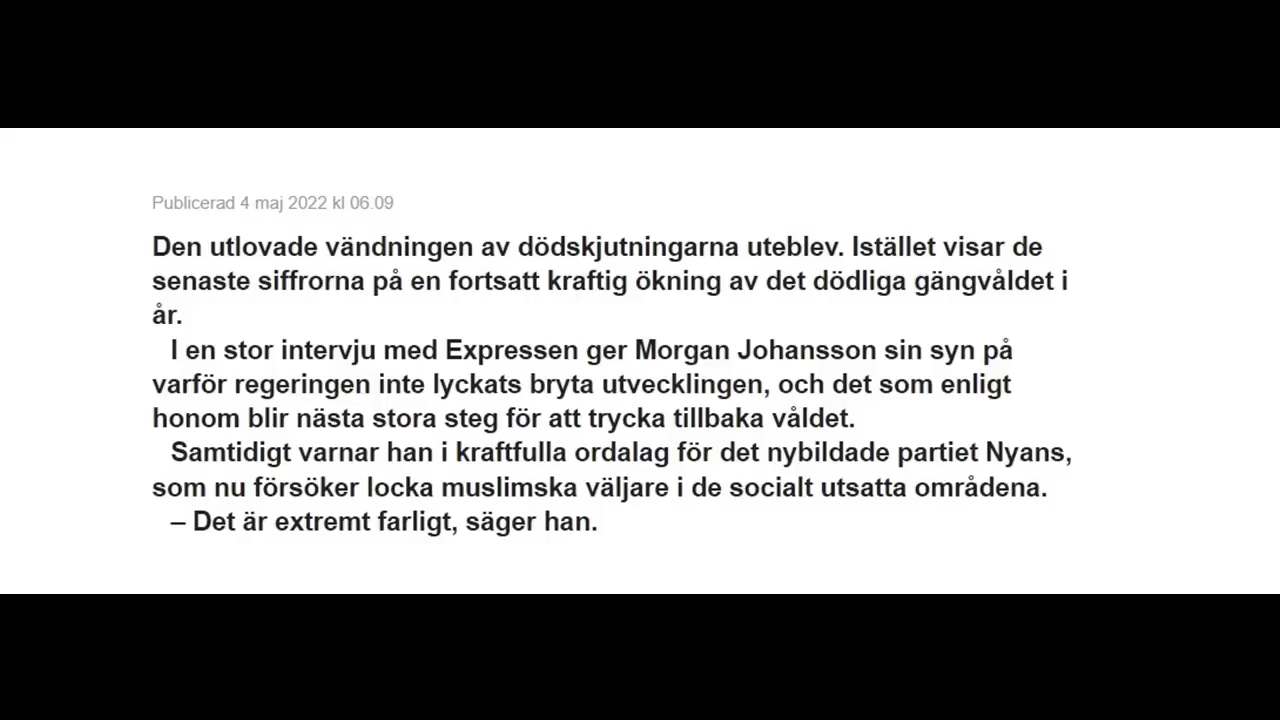 Publicerad 4 maj 2022 kl 06.09
Den utlovade vändningen av dödskjutningarna uteblev. Istället visar de
senaste siffrorna på en fortsatt kraftig ökning av det dödliga gängvåldet i
år.
I en stor intervju med Expressen ger Morgan Johansson sin syn på
varför regeringen inte lyckats bryta utvecklingen, och det som enligt
honom blir nästa stora steg för att trycka tillbaka våldet.
Samtidigt varnar han i kraftfulla ordalag för det nybildade partiet Nyans,
som nu försöker locka muslimska väljare i de socialt utsatta områdena.
– Det är extremt farligt, säger han.